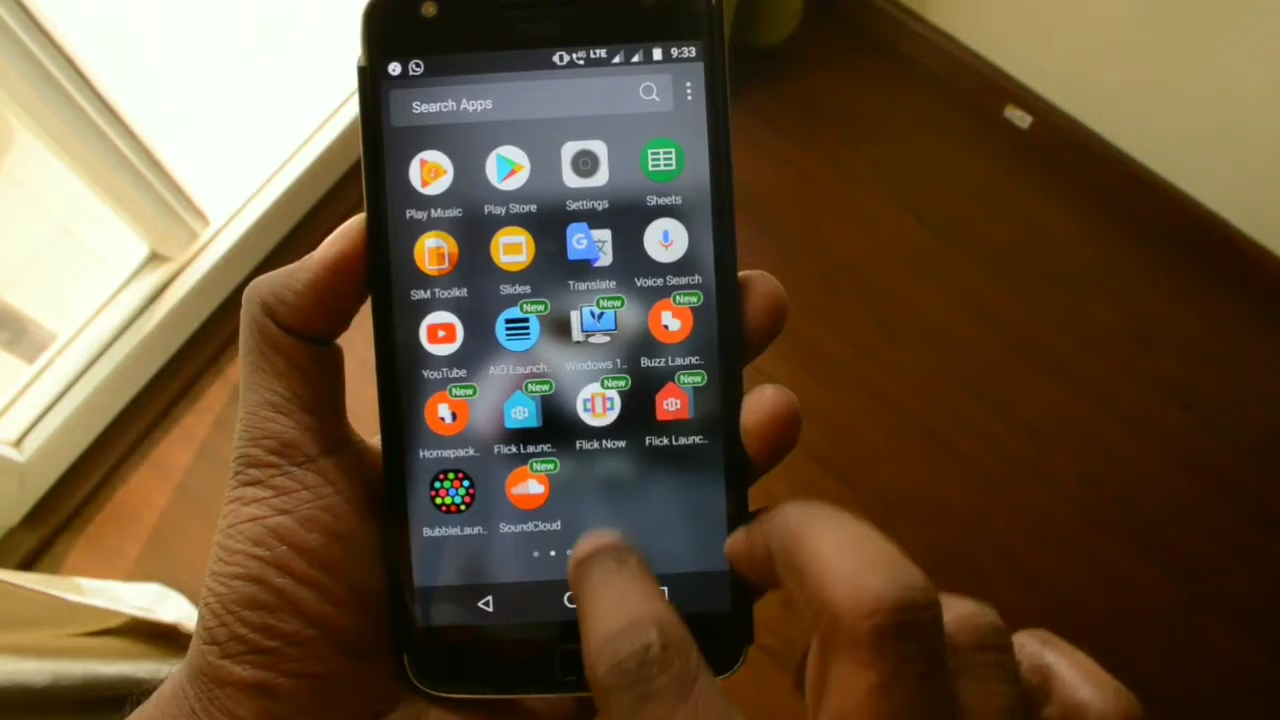 LTE 9:33
Search Apps
Play Music Play Store Settings Sheets
SIM Toolkit Slides Translate Voice Search
New New New
YouTube AIO Launch.. Windows 1.. Buzz Launc..
New New New New
Homepack.. Flick Launc.. Flick Now Flick Launc..
New
BubbleLaun.. SoundCloud